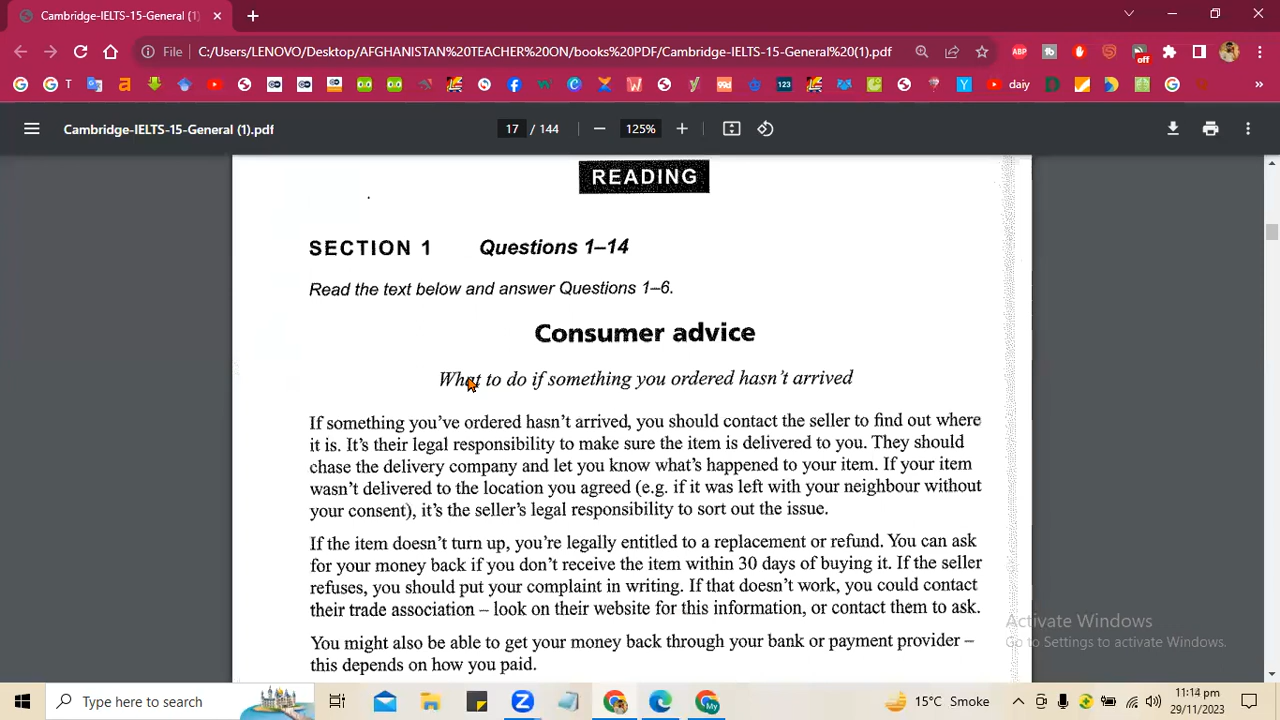 Cambridge-IELTS-15-General (1)
File C:/Users/LENOVO/Desktop/AFGHANISTAN%20TEACHER%20ON/books%20PDF/Cambridge-IELTS-15-General%20(1).pdf
ABP
off
G T
123
daiy
Cambridge-IELTS-15-General (1).pdf
17 / 144
125%
READING
SECTION 1 Questions 1–14
Read the text below and answer Questions 1–6.
Consumer advice
What to do if something you ordered hasn't arrived
If something you've ordered hasn't arrived, you should contact the seller to find out where
it is. It's their legal responsibility to make sure the item is delivered to you. They should
chase the delivery company and let you know what's happened to your item. If your item
wasn't delivered to the location you agreed (e.g. if it was left with your neighbour without
your consent), it's the seller's legal responsibility to sort out the issue.
If the item doesn't turn up, you're legally entitled to a replacement or refund. You can ask
for your money back if you don't receive the item within 30 days of buying it. If the seller
refuses, you should put your complaint in writing. If that doesn't work, you could contact
their trade association – look on their website for this information, or contact them to ask.
You might also be able to get your money back through your bank or payment provider –
this depends on how you paid.
Activate Windows
Go to Settings to activate Windows.
Type here to search
15°C Smoke
11:14 pm
29/11/2023